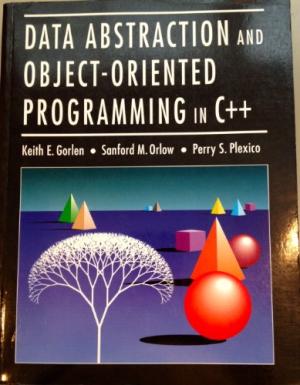 DATA ABSTRACTION AND
OBJECT-ORIENTED
PROGRAMMING IN C++
Keith E. Gorlen • Sanford M. Orlow • Perry S. Plexico